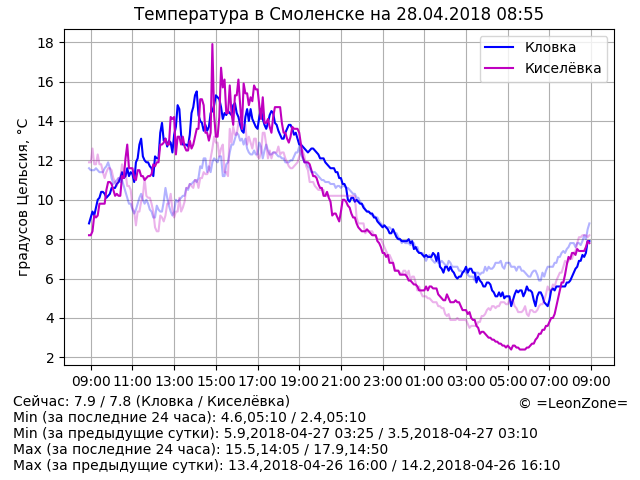 Температура в Смоленске на 28.04.2018 08:55
18
16
14
12
10
8
6
4
2
градусов Цельсия, °C
Кловка
Киселёвка
09:00 11:00 13:00 15:00 17:00 19:00 21:00 23:00 01:00 03:00 05:00 07:00 09:00
Сейчас: 7.9 / 7.8 (Кловка / Киселёвка)
© =LeonZone=
Min (за последние 24 часа): 4.6,05:10 / 2.4,05:10
Min (за предыдущие сутки): 5.9,2018-04-27 03:25 / 3.5,2018-04-27 03:10
Max (за последние 24 часа): 15.5,14:05 / 17.9,14:50
Max (за предыдущие сутки): 13.4,2018-04-26 16:00 / 14.2,2018-04-26 16:10